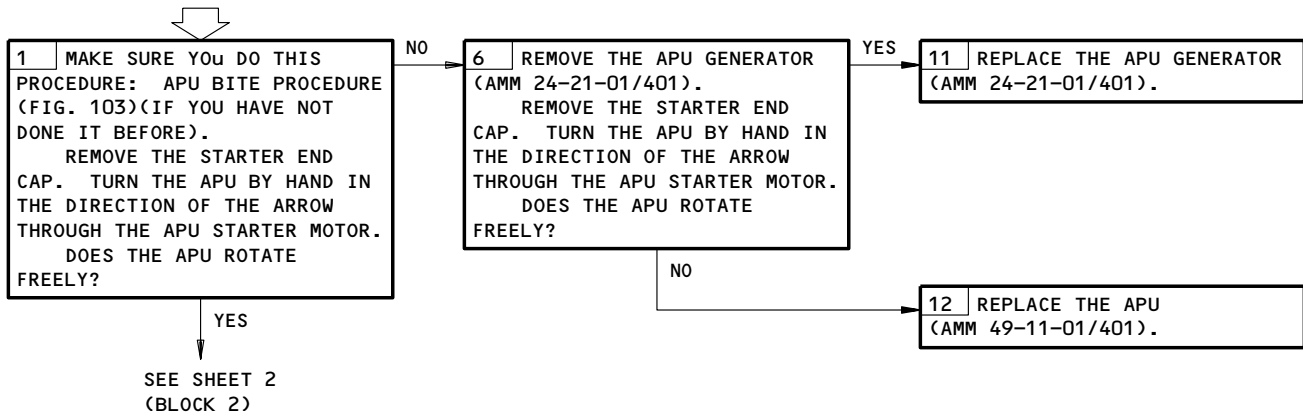 1 MAKE SURE YOu DO THIS
PROCEDURE: APU BITE PROCEDURE
(FIG. 103)(IF YOU HAVE NOT
DONE IT BEFORE).
REMOVE THE STARTER END
CAP. TURN THE APU BY HAND IN
THE DIRECTION OF THE ARROW
THROUGH THE APU STARTER MOTOR.
DOES THE APU ROTATE
FREELY?
NO
YES
SEE SHEET 2
(BLOCK 2)
6 REMOVE THE APU GENERATOR
(AMM 24-21-01/401).
REMOVE THE STARTER END
CAP. TURN THE APU BY HAND IN
THE DIRECTION OF THE ARROW
THROUGH THE APU STARTER MOTOR.
DOES THE APU ROTATE
FREELY?
YES
NO
11 REPLACE THE APU GENERATOR
(AMM 24-21-01/401).
12 REPLACE THE APU
(AMM 49-11-01/401).